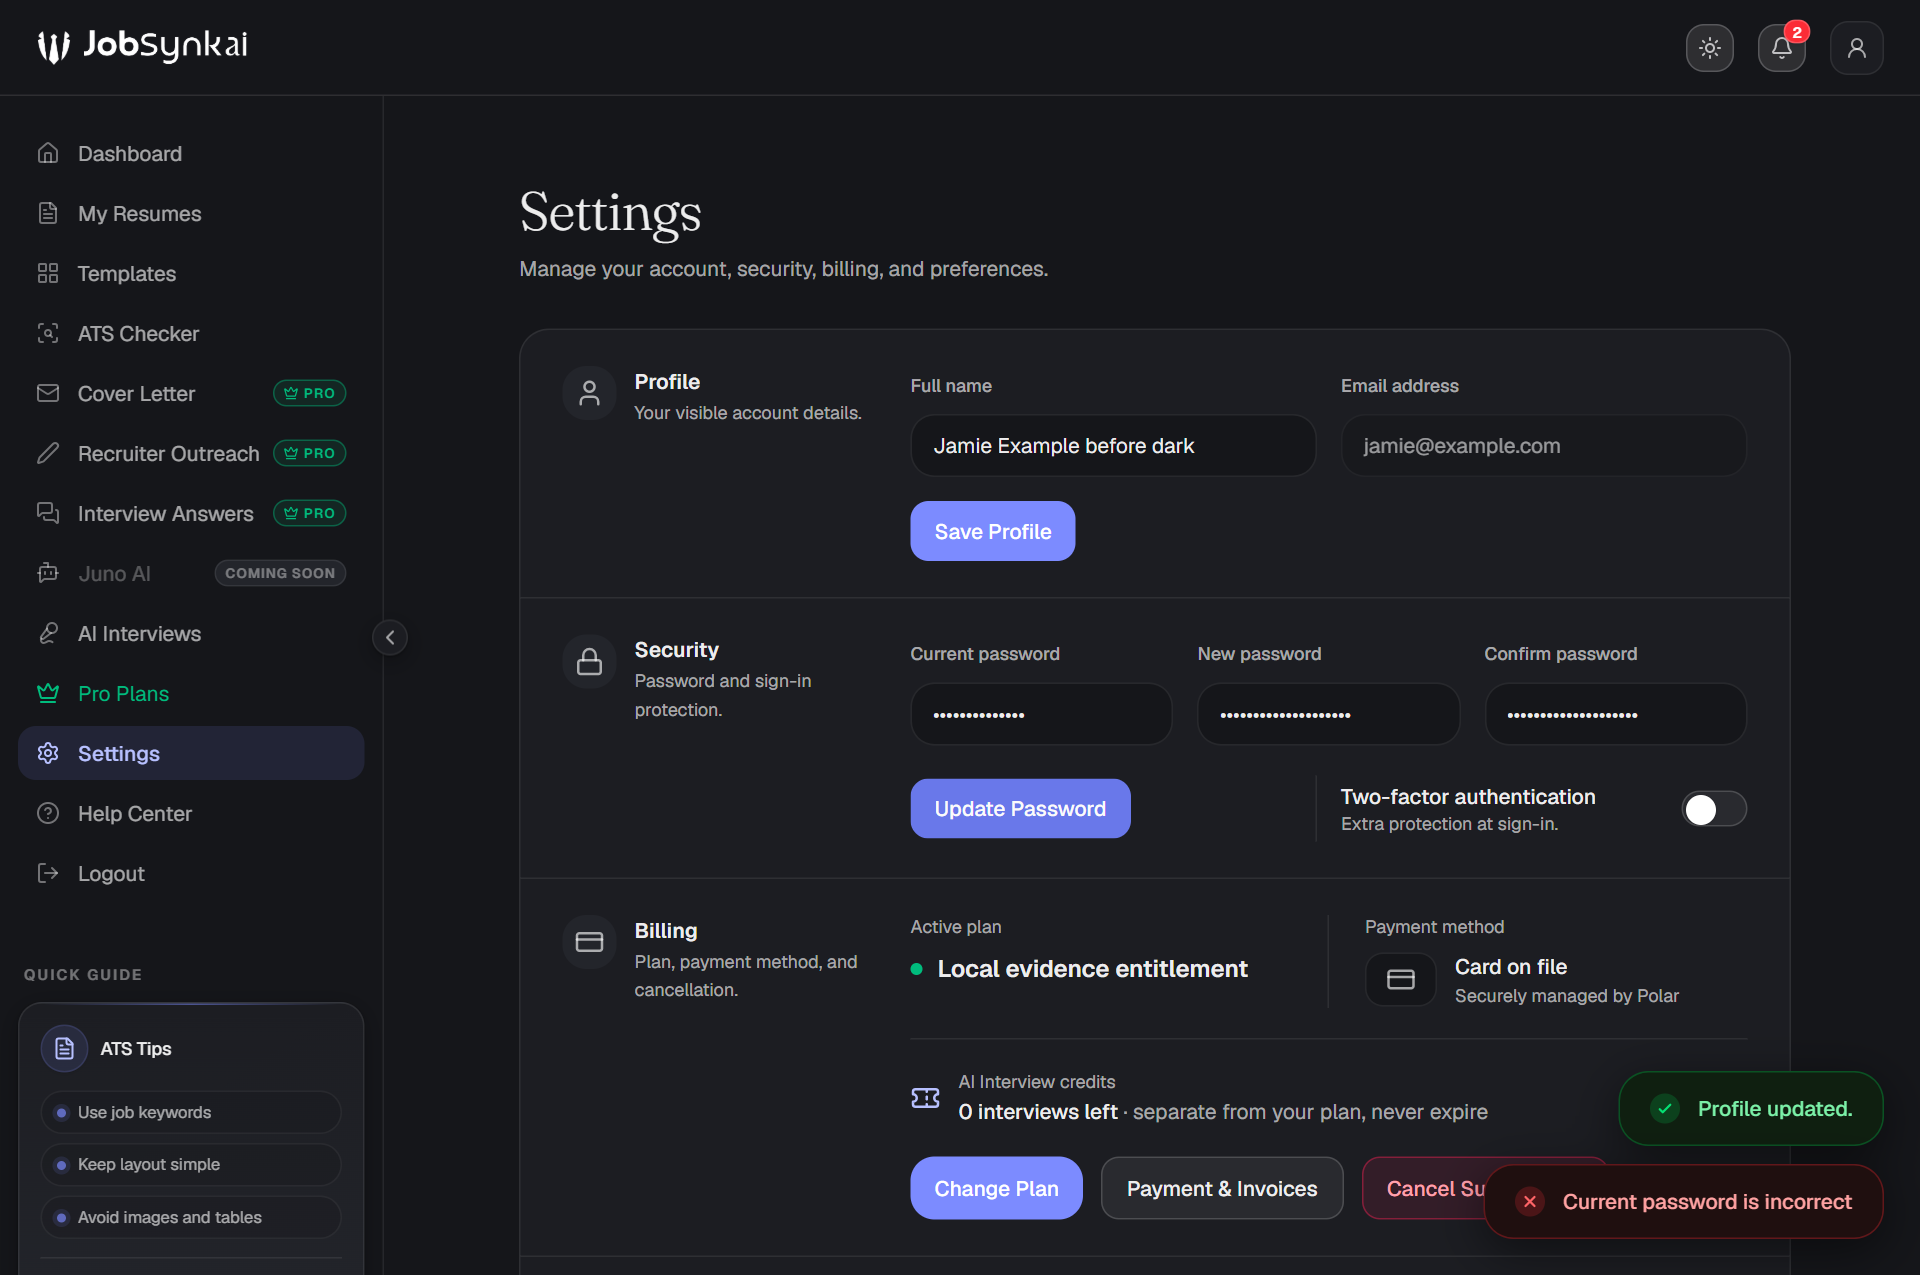 JobSynkai
2
Dashboard
My Resumes
Templates
ATS Checker
Cover Letter PRO
Recruiter Outreach PRO
Interview Answers PRO
Juno AI COMING SOON
AI Interviews
Pro Plans
Settings
Help Center
Logout
QUICK GUIDE
ATS Tips
Use job keywords
Keep layout simple
Avoid images and tables
Settings
Manage your account, security, billing, and preferences.
Profile
Your visible account details.
Full name
Jamie Example before dark
Email address
jamie@example.com
Save Profile
Security
Password and sign-in
protection.
Current password
New password
Confirm password
Update Password
Two-factor authentication
Extra protection at sign-in.
Billing
Plan, payment method, and
cancellation.
Active plan
Local evidence entitlement
Payment method
Card on file
Securely managed by Polar
AI Interview credits
0 interviews left · separate from your plan, never expire
Change Plan
Payment & Invoices
Cancel Su
Profile updated.
Current password is incorrect